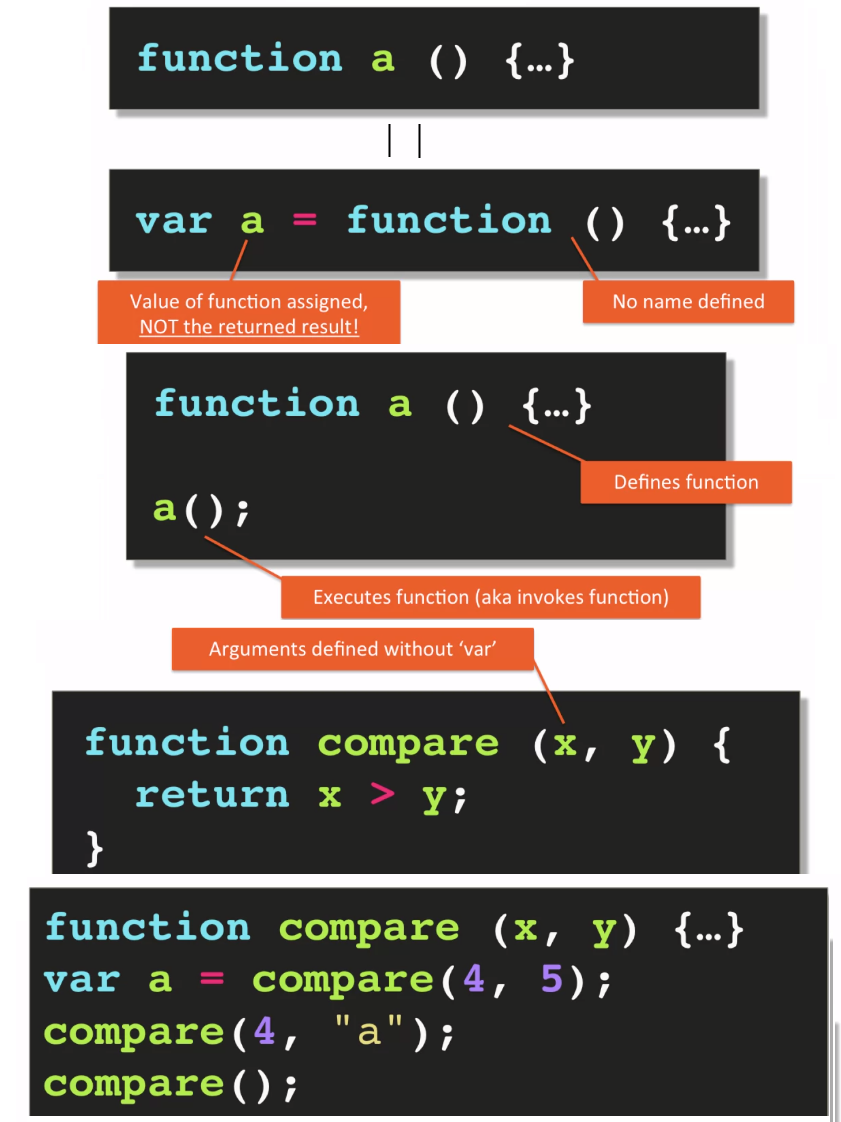 function a () {…}
||
var a = function () {…}
Value of function assigned,
NOT the returned result!
No name defined
function a () {…}
Defines function
a();
Executes function (aka invokes function)
Arguments defined without ‘var’
function compare (x, y) {
return x > y;
}
function compare (x, y) {…}
var a = compare(4, 5);
compare(4, "a");
compare();